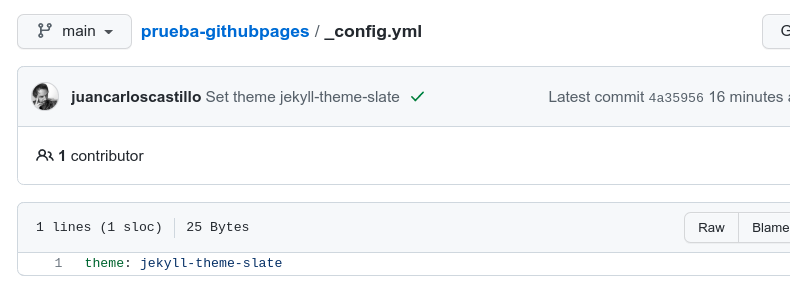 main prueba-githubpages / _config.yml
juancarloscastillo Set theme jekyll-theme-slate Latest commit 4a35956 16 minutes
1 contributor
1 lines (1 sloc) 25 Bytes Raw Blame
1 theme: jekyll-theme-slate